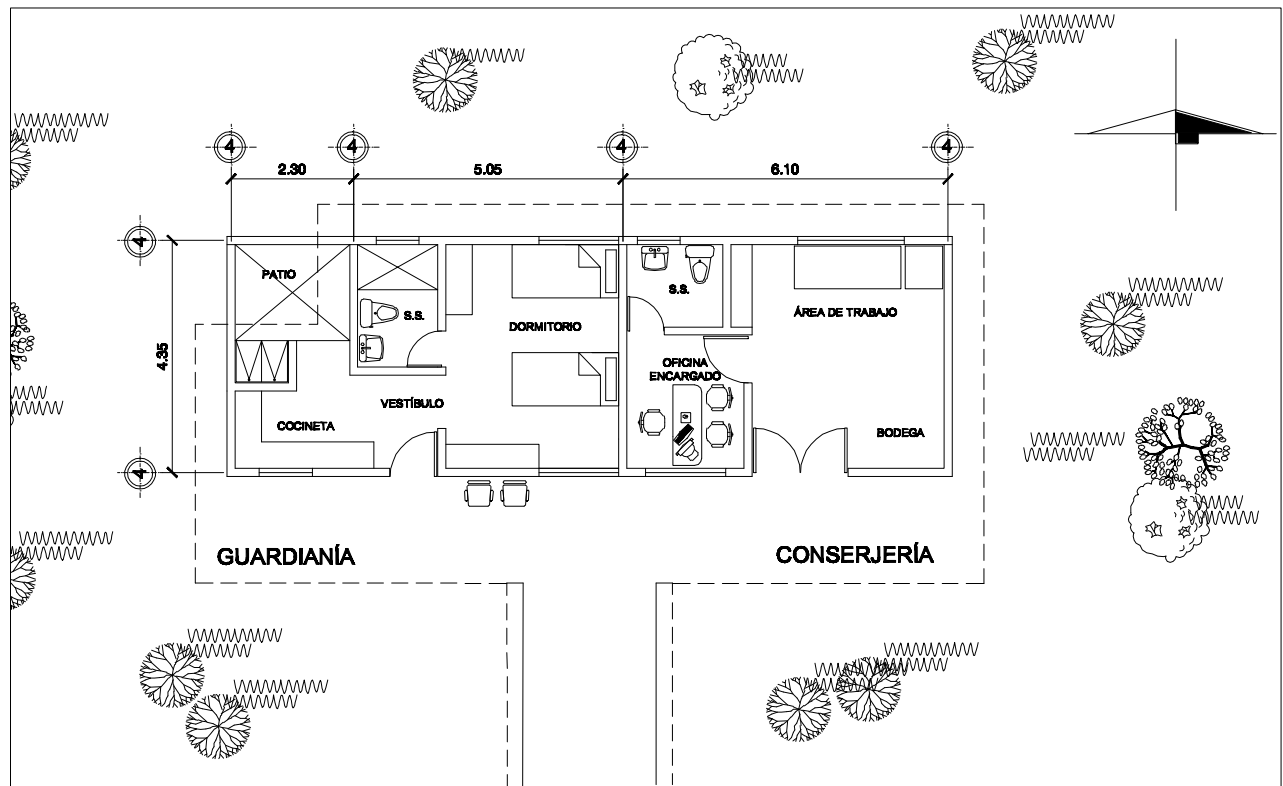 4 4 4 4
2.30 5.05 6.10
4
PATIO
S.S.
S.S.
ÁREA DE TRABAJO
DORMITORIO
4.35
OFICINA
ENCARGADO
VESTÍBULO
COCINETA
BODEGA
4
GUARDIANÍA
CONSERJERÍA